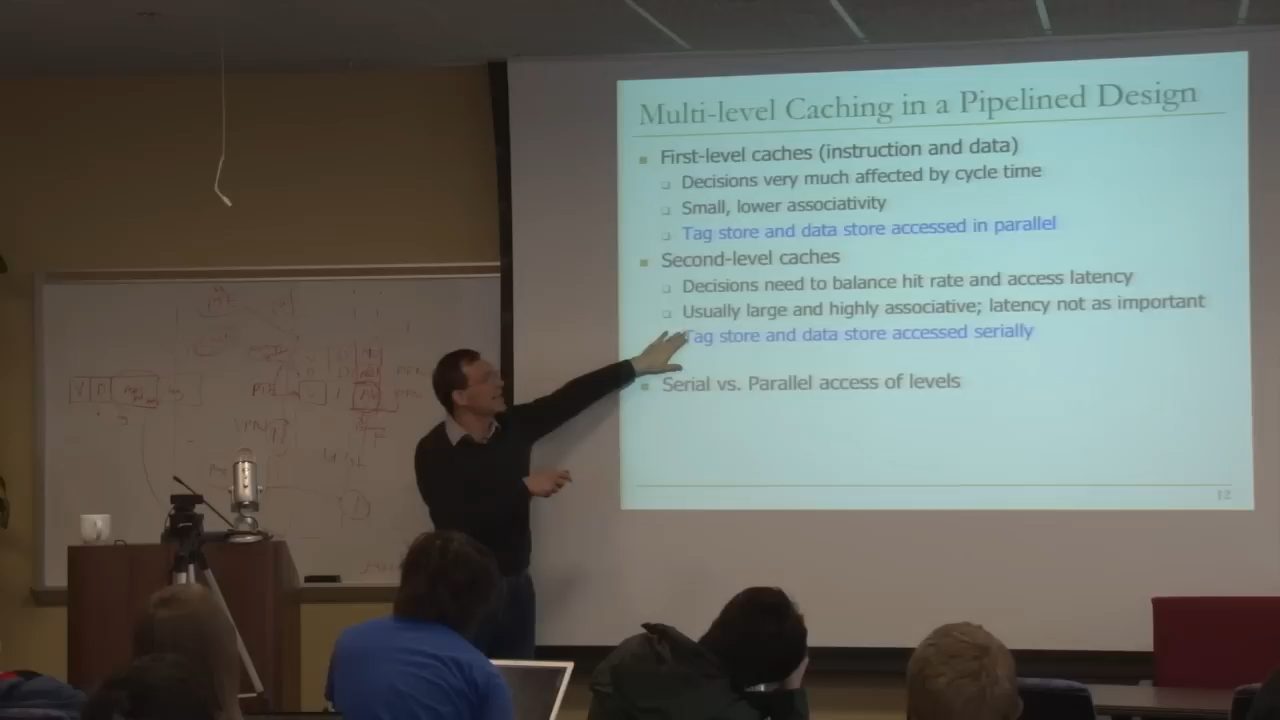 Multi-level Caching in a Pipelined Design
First-level caches (instruction and data)
Decisions very much affected by cycle time
Small, lower associativity
Tag store and data store accessed in parallel
Second-level caches
Decisions need to balance hit rate and access latency
Usually large and highly associative; latency not as important
Tag store and data store accessed serially
Serial vs. Parallel access of levels
12